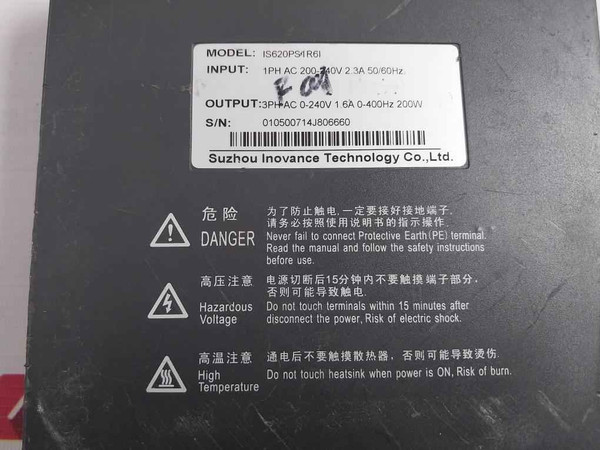 MODEL: IS620PS1R6I
INPUT: 1PH AC 200-240V 2.3A 50/60Hz
OUTPUT: 3PH AC 0-240V 1.6A 0-400Hz 200W
S/N: 010500714J806660
Suzhou Inovance Technology Co.,Ltd.
危险 为了防止触电,一定要接好接地端子.
请务必按照使用说明书的指示操作.
DANGER Never fail to connect Protective Earth(PE) terminal.
Read the manual and follow the safety instructions
before use.
高压注意 电源切断后15分钟内不要触摸端子部分,
否则可能导致触电.
Hazardous Do not touch terminals within 15 minutes after
Voltage disconnect the power, Risk of electric shock.
高温注意 通电后不要触摸散热器, 否则可能导致烫伤.
High Do not touch heatsink when power is ON, Risk of burn.
Temperature